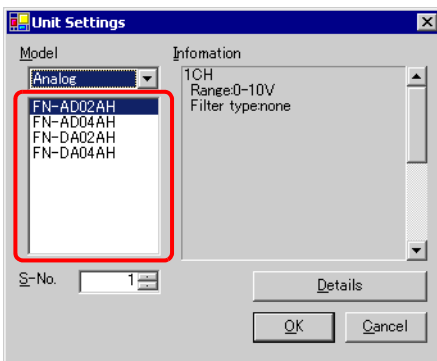 Unit Settings
Model
Infomation
Analog
FN-AD02AH
FN-AD04AH
FN-DA02AH
FN-DA04AH
1CH
Range:0-10V
Filter type:none
S-No.
1
Details
OK
Cancel